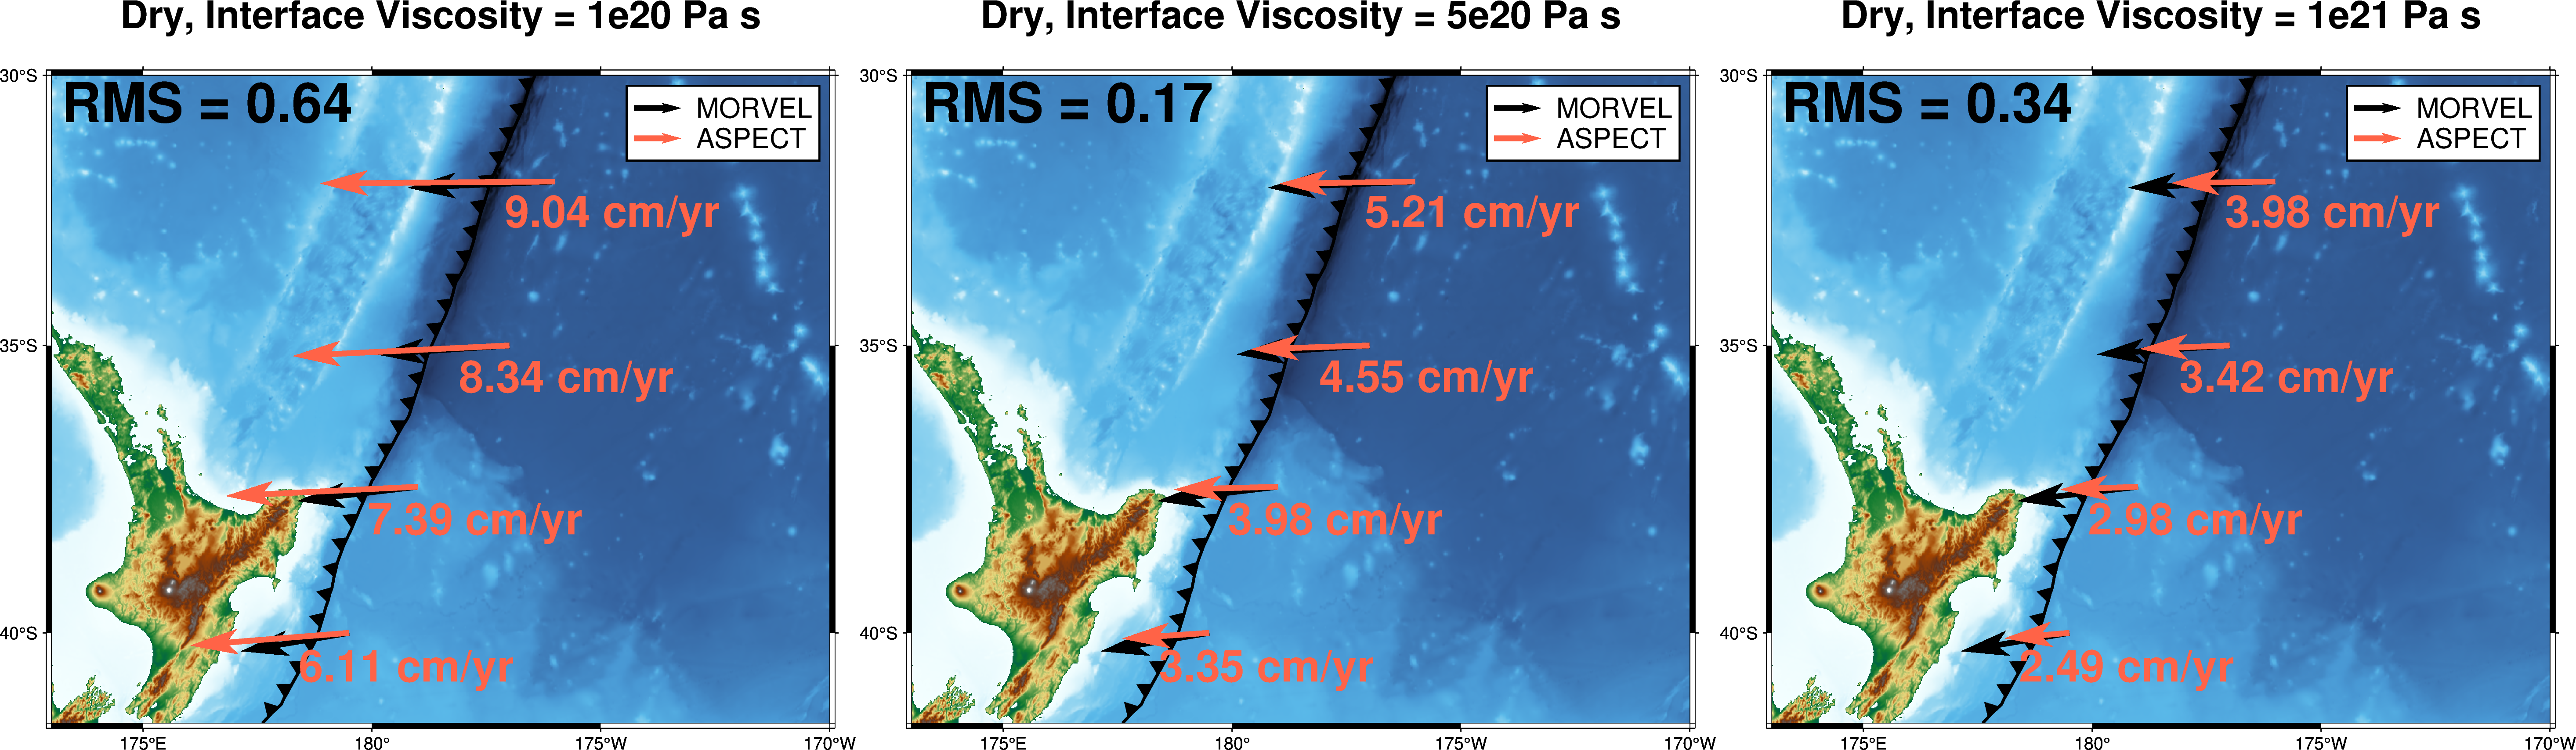 Dry, Interface Viscosity = 1e20 Pa s
30°S
RMS = 0.64
MORVEL
ASPECT
9.04 cm/yr
35°S
8.34 cm/yr
7.39 cm/yr
40°S
6.11 cm/yr
175°E
180°
175°W
170°W
Dry, Interface Viscosity = 5e20 Pa s
30°S
RMS = 0.17
MORVEL
ASPECT
5.21 cm/yr
35°S
4.55 cm/yr
3.98 cm/yr
40°S
3.35 cm/yr
175°E
180°
175°W
170°W
Dry, Interface Viscosity = 1e21 Pa s
30°S
RMS = 0.34
MORVEL
ASPECT
3.98 cm/yr
35°S
3.42 cm/yr
2.98 cm/yr
40°S
2.49 cm/yr
175°E
180°
175°W
170°W